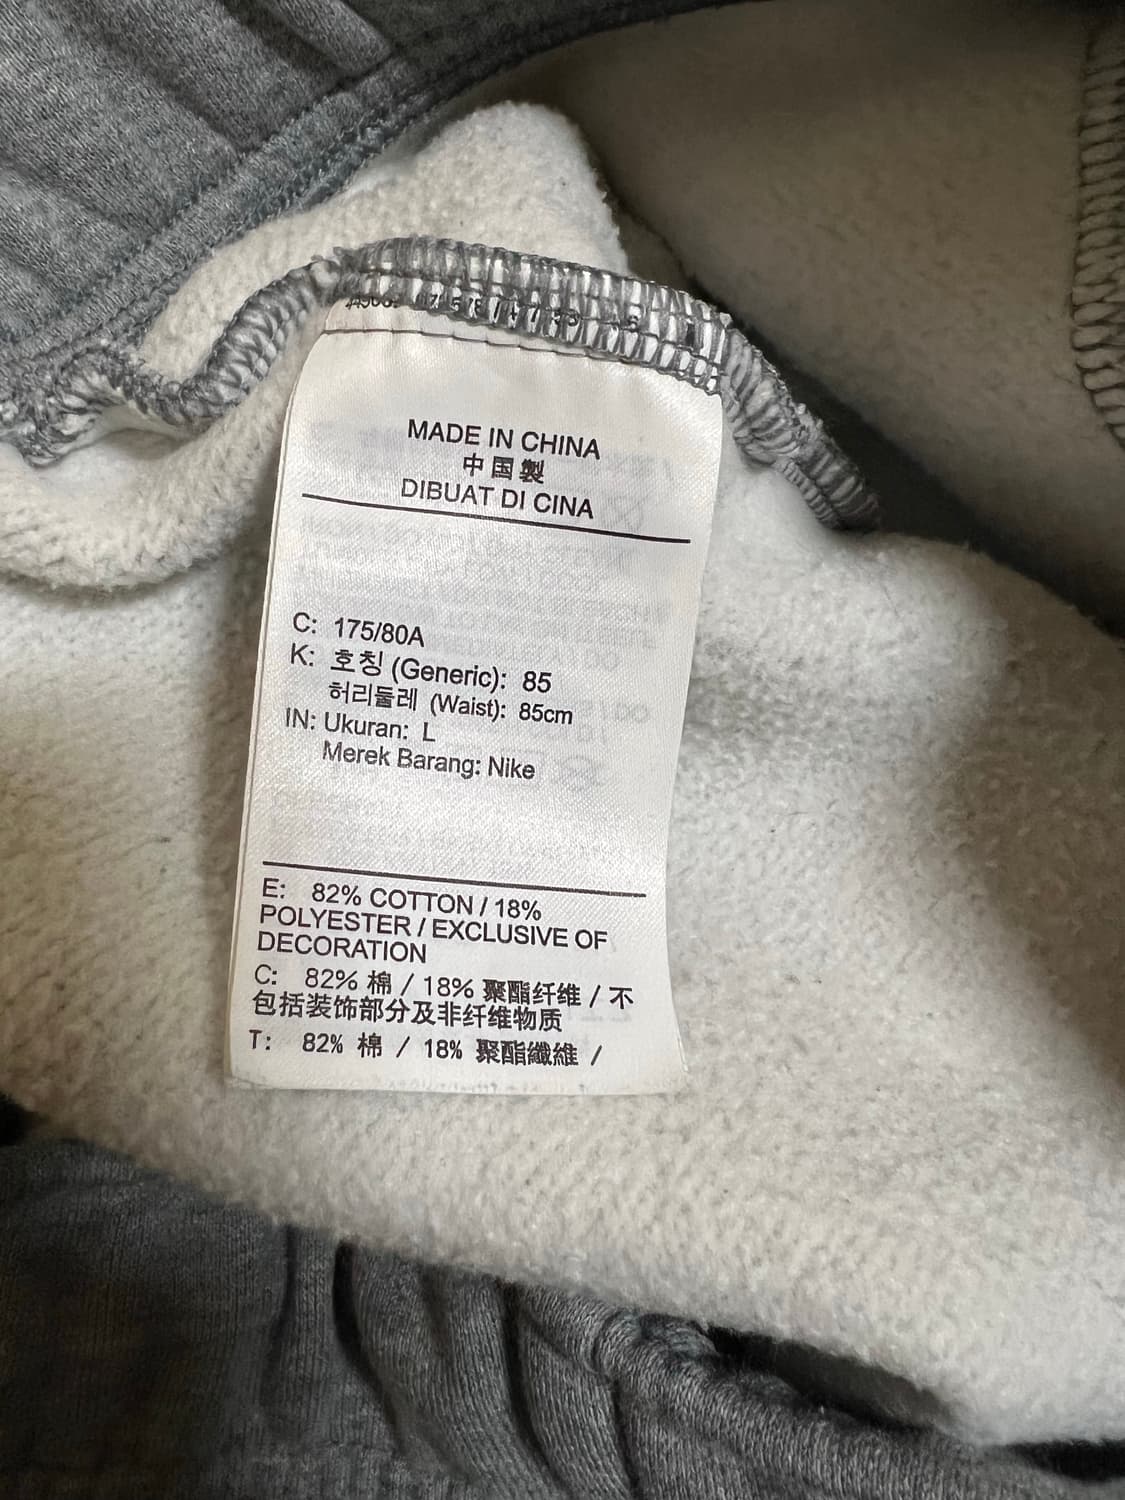 MADE IN CHINA
中国製
DIBUAT DI CINA
C: 175/80A
K: 호칭 (Generic): 85
허리둘레 (Waist): 85cm
IN: Ukuran: L
Merek Barang: Nike
E: 82% COTTON / 18%
POLYESTER / EXCLUSIVE OF
DECORATION
C: 82% 棉 / 18% 聚酯纤维 / 不
包括装饰部分及非纤维物质
T: 82% 棉 / 18% 聚酯纖維 /